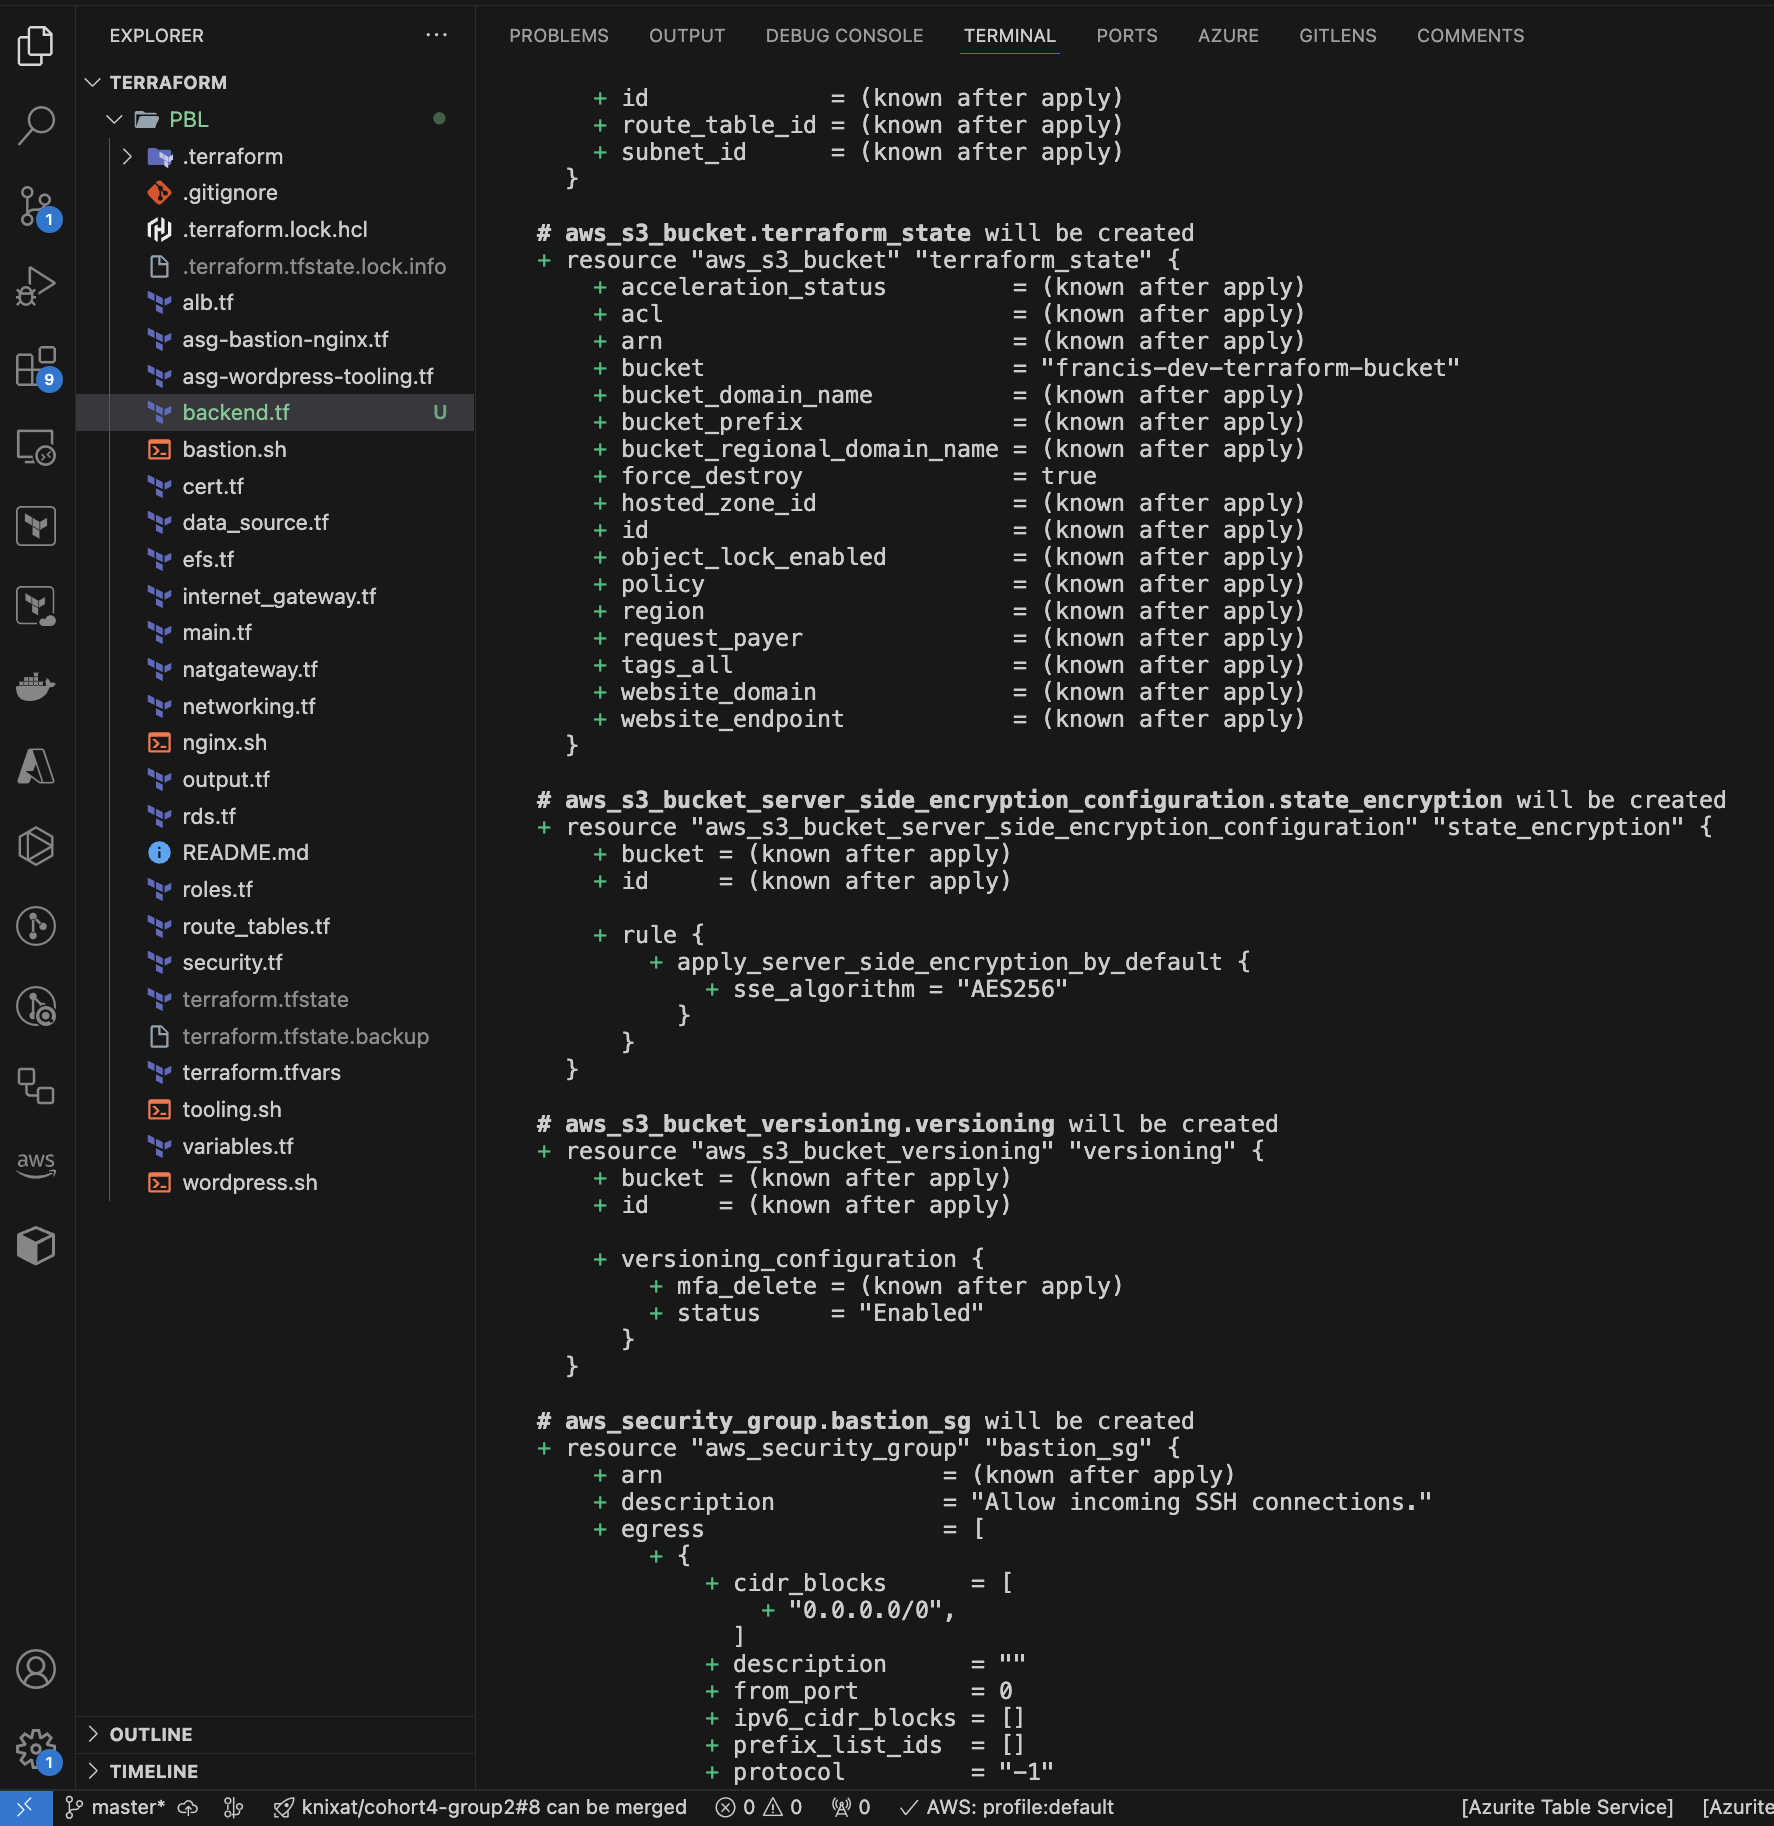 EXPLORER
···
TERRAFORM
PBL
.terraform
.gitignore
.terraform.lock.hcl
.terraform.tfstate.lock.info
alb.tf
asg-bastion-nginx.tf
asg-wordpress-tooling.tf
backend.tf U
bastion.sh
cert.tf
data_source.tf
efs.tf
internet_gateway.tf
main.tf
natgateway.tf
networking.tf
nginx.sh
output.tf
rds.tf
README.md
roles.tf
route_tables.tf
security.tf
terraform.tfstate
terraform.tfstate.backup
terraform.tfvars
tooling.sh
variables.tf
wordpress.sh
OUTLINE
TIMELINE
1
9
aws
1
PROBLEMS OUTPUT DEBUG CONSOLE TERMINAL PORTS AZURE GITLENS COMMENTS
+ id = (known after apply)
+ route_table_id = (known after apply)
+ subnet_id = (known after apply)
}
# aws_s3_bucket.terraform_state will be created
+ resource "aws_s3_bucket" "terraform_state" {
+ acceleration_status = (known after apply)
+ acl = (known after apply)
+ arn = (known after apply)
+ bucket = "francis-dev-terraform-bucket"
+ bucket_domain_name = (known after apply)
+ bucket_prefix = (known after apply)
+ bucket_regional_domain_name = (known after apply)
+ force_destroy = true
+ hosted_zone_id = (known after apply)
+ id = (known after apply)
+ object_lock_enabled = (known after apply)
+ policy = (known after apply)
+ region = (known after apply)
+ request_payer = (known after apply)
+ tags_all = (known after apply)
+ website_domain = (known after apply)
+ website_endpoint = (known after apply)
}
# aws_s3_bucket_server_side_encryption_configuration.state_encryption will be created
+ resource "aws_s3_bucket_server_side_encryption_configuration" "state_encryption" {
+ bucket = (known after apply)
+ id = (known after apply)
+ rule {
+ apply_server_side_encryption_by_default {
+ sse_algorithm = "AES256"
}
}
}
# aws_s3_bucket_versioning.versioning will be created
+ resource "aws_s3_bucket_versioning" "versioning" {
+ bucket = (known after apply)
+ id = (known after apply)
+ versioning_configuration {
+ mfa_delete = (known after apply)
+ status = "Enabled"
}
}
# aws_security_group.bastion_sg will be created
+ resource "aws_security_group" "bastion_sg" {
+ arn = (known after apply)
+ description = "Allow incoming SSH connections."
+ egress = [
+ {
+ cidr_blocks = [
+ "0.0.0.0/0",
]
+ description = ""
+ from_port = 0
+ ipv6_cidr_blocks = []
+ prefix_list_ids = []
+ protocol = "-1"
master* knixat/cohort4-group2#8 can be merged 0 0 0 AWS: profile:default [Azurite Table Service] [Azurite